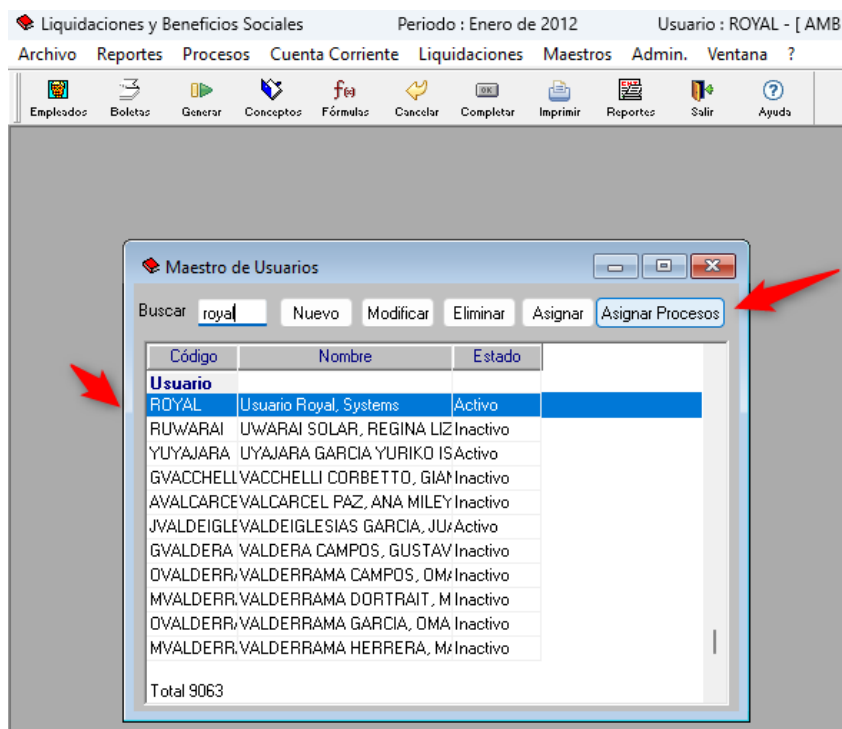 Liquidaciones y Beneficios Sociales Periodo : Enero de 2012 Usuario : ROYAL - [ AMB
Archivo Reportes Procesos Cuenta Corriente Liquidaciones Maestros Admin. Ventana ?
Empleados Boletas Generar Conceptos Fórmulas Cancelar Completar Imprimir Reportes Salir Ayuda
Maestro de Usuarios
Buscar royal Nuevo Modificar Eliminar Asignar Asignar Procesos
Código Nombre Estado
Usuario
ROYAL Usuario Royal, Systems Activo
RUWARAI UWARAI SOLAR, REGINA LIZ Inactivo
YUYAJARA UYAJARA GARCIA YURIKO IS Activo
GVACCHELL VACCHELLI CORBETTO, GIAN Inactivo
AVALCARCE VALCARCEL PAZ, ANA MILEY Inactivo
JVALDEIGLE VALDEIGLESIAS GARCIA, JUA Activo
GVALDERA VALDERA CAMPOS, GUSTAV Inactivo
OVALDERR VALDERRAMA CAMPOS, OMA Inactivo
MVALDERR VALDERRAMA DORTRAIT, M Inactivo
OVALDERR VALDERRAMA GARCIA, OMA Inactivo
MVALDERR VALDERRAMA HERRERA, MA Inactivo
Total 9063